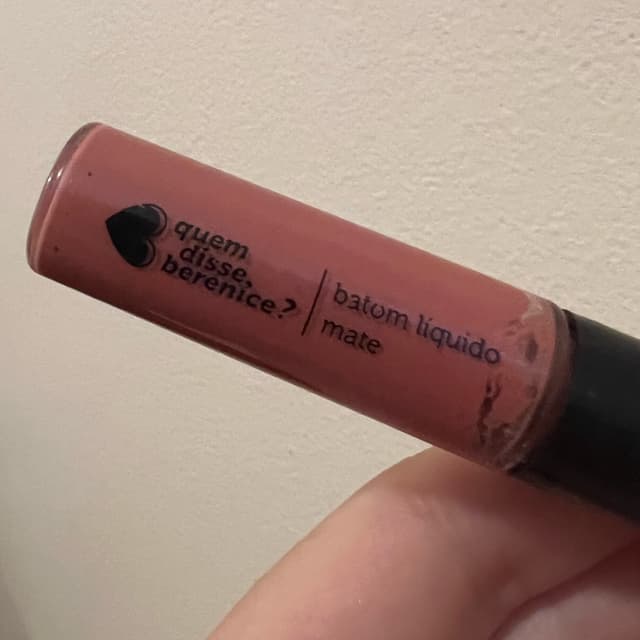 quem
disse,
berenice?
batom líquido
mate